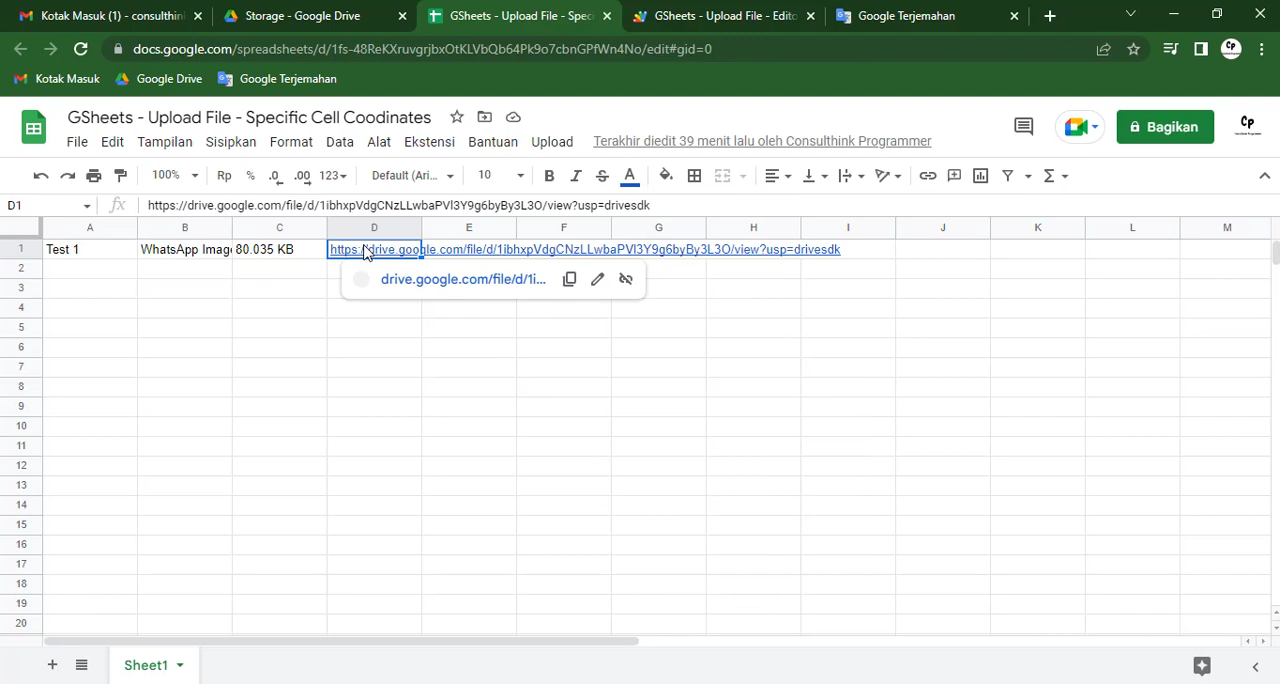 Kotak Masuk (1) - consulthink
Storage - Google Drive
GSheets - Upload File - Speci
GSheets - Upload File - Edito
Google Terjemahan
docs.google.com/spreadsheets/d/1fs-48ReKXruvgrjbxOtKLVbQb64Pk9o7cbnGPfWn4No/edit#gid=0
Kotak Masuk
Google Drive
Google Terjemahan
GSheets - Upload File - Specific Cell Coodinates
File Edit Tampilan Sisipkan Format Data Alat Ekstensi Bantuan Upload
Terakhir diedit 39 menit lalu oleh Consulthink Programmer
Bagikan
100% Rp % .0 .00 123 Default (Ari... 10 B I S A
D1 fx https://drive.google.com/file/d/1ibhxpVdgCNzLLwbaPVl3Y9g6byBy3L3O/view?usp=drivesdk
A B C D E F G H I J K L M
1 Test 1 WhatsApp Image 80.035 KB https://drive.google.com/file/d/1ibhxpVdgCNzLLwbaPVl3Y9g6byBy3L3O/view?usp=drivesdk
2
drive.google.com/file/d/1i...
3
4
5
6
7
8
9
10
11
12
13
14
15
16
17
18
19
20
Sheet1